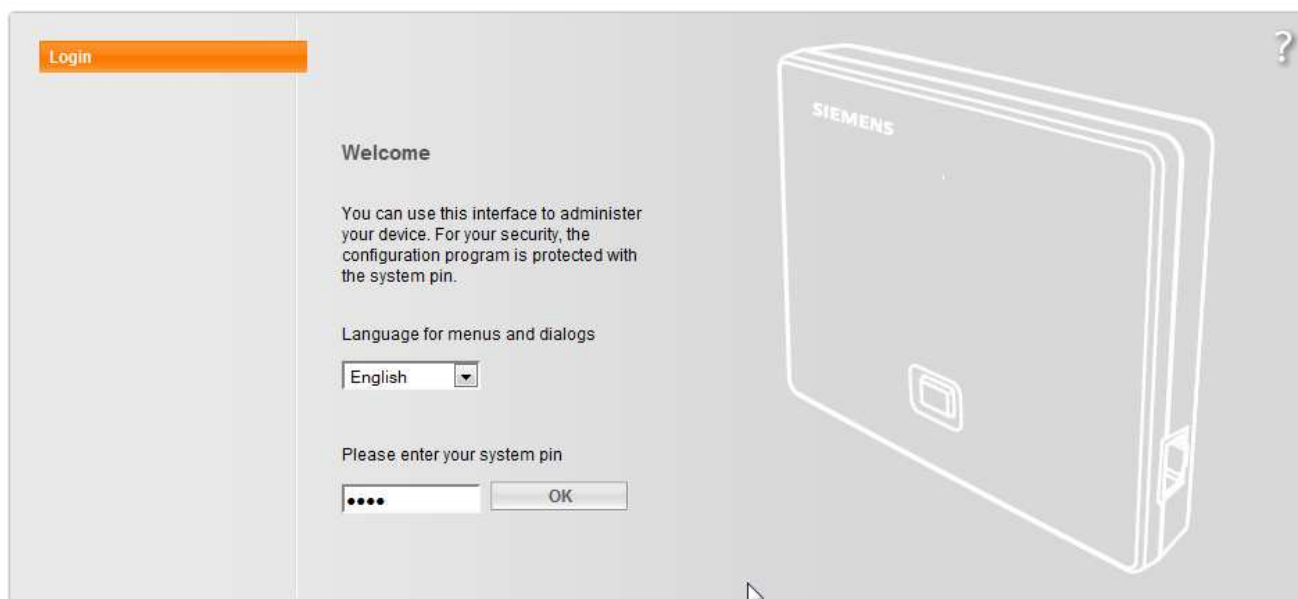 Login
?
SIEMENS
Welcome
You can use this interface to administer
your device. For your security, the
configuration program is protected with
the system pin.
Language for menus and dialogs
English
Please enter your system pin
••••
OK